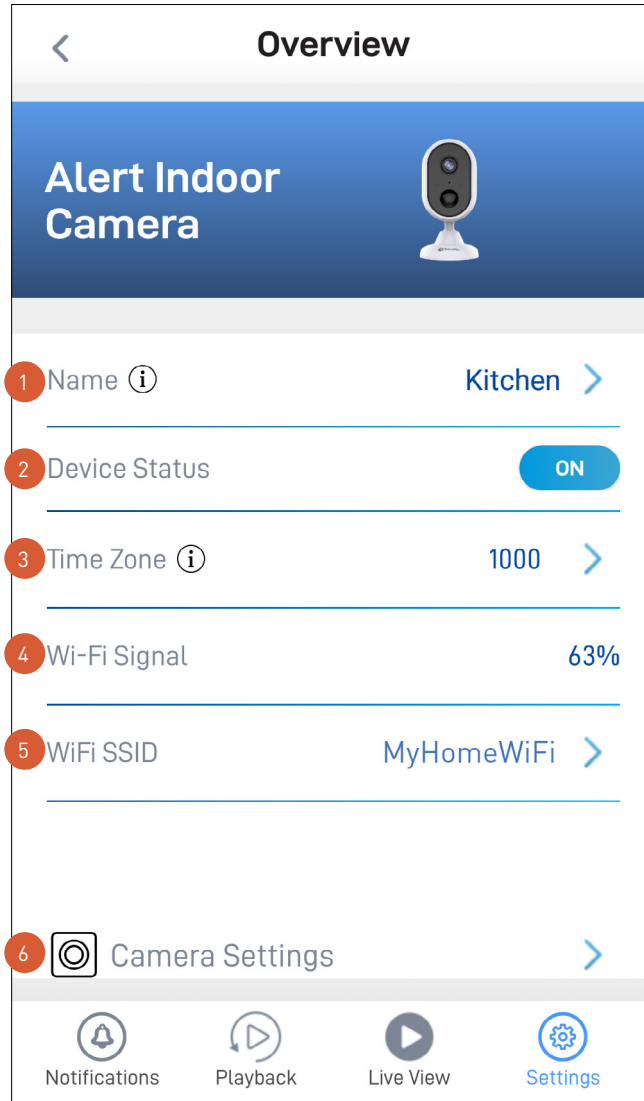 Overview
Alert Indoor
Camera
1 Name i Kitchen
2 Device Status ON
3 Time Zone i 1000
4 Wi-Fi Signal 63%
5 WiFi SSID MyHomeWiFi
6 Camera Settings
Notifications Playback Live View Settings